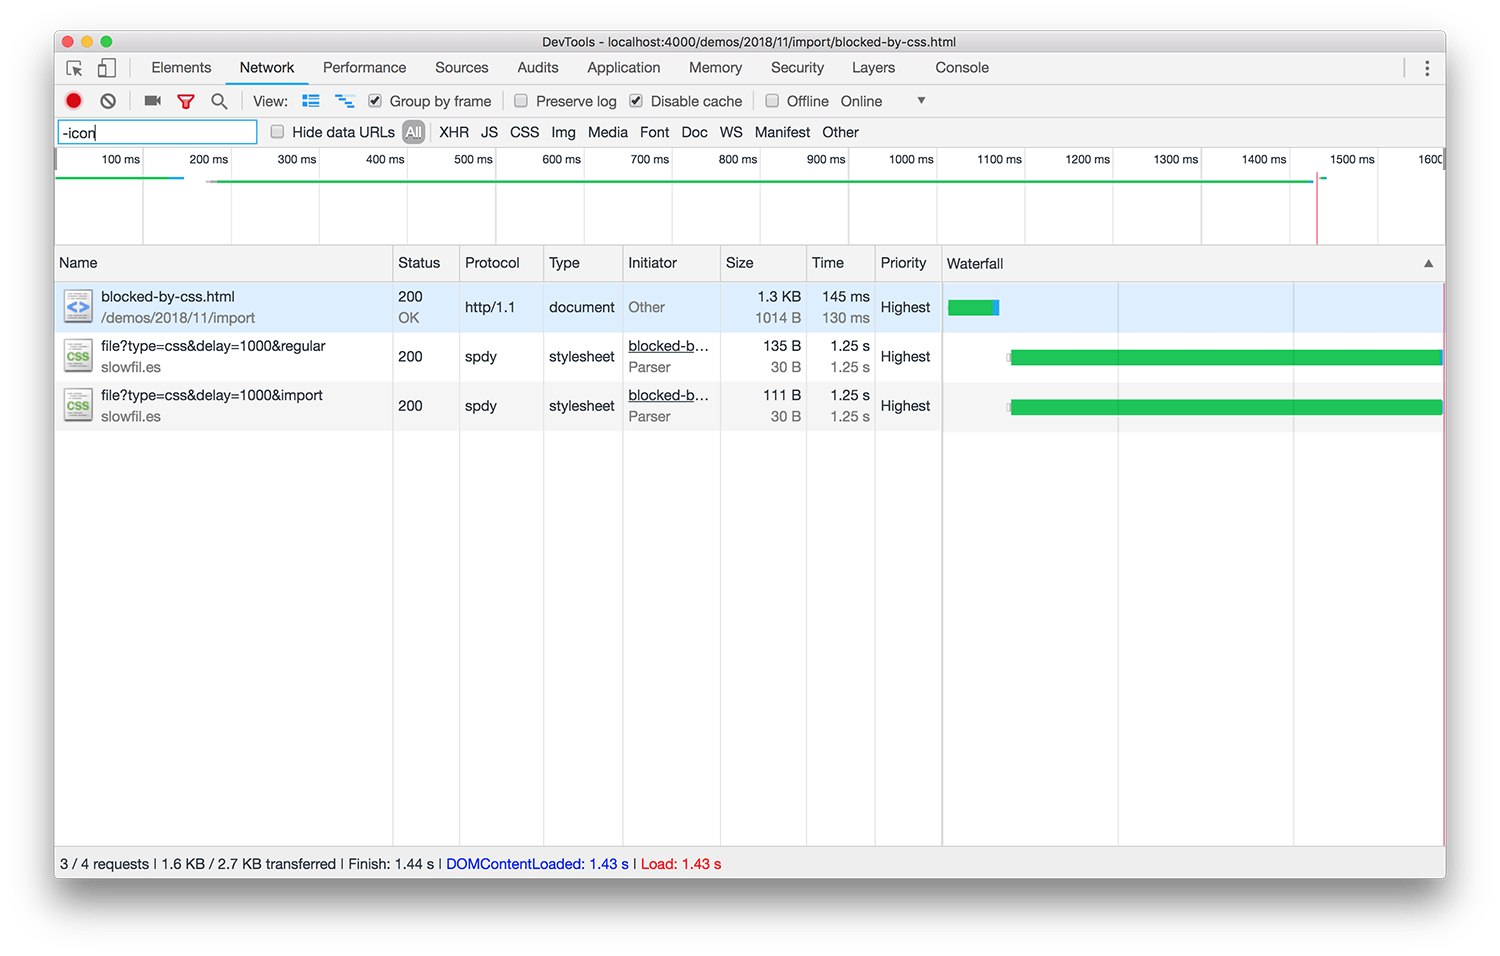 DevTools - localhost:4000/demos/2018/11/import/blocked-by-css.html
Elements Network Performance Sources Audits Application Memory Security Layers Console
View: Group by frame Preserve log Disable cache Offline Online
-icon Hide data URLs All XHR JS CSS Img Media Font Doc WS Manifest Other
100 ms 200 ms 300 ms 400 ms 500 ms 600 ms 700 ms 800 ms 900 ms 1000 ms 1100 ms 1200 ms 1300 ms 1400 ms 1500 ms 1600
Name Status Protocol Type Initiator Size Time Priority Waterfall
blocked-by-css.html 200 http/1.1 document Other 1.3 KB 145 ms Highest
/demos/2018/11/import OK 1014 B 130 ms
CSS file?type=css&delay=1000&regular 200 spdy stylesheet blocked-b... 135 B 1.25 s Highest
slowfil.es Parser 30 B 1.25 s
CSS file?type=css&delay=1000&import 200 spdy stylesheet blocked-b... 111 B 1.25 s Highest
slowfil.es Parser 30 B 1.25 s
3 / 4 requests | 1.6 KB / 2.7 KB transferred | Finish: 1.44 s | DOMContentLoaded: 1.43 s | Load: 1.43 s